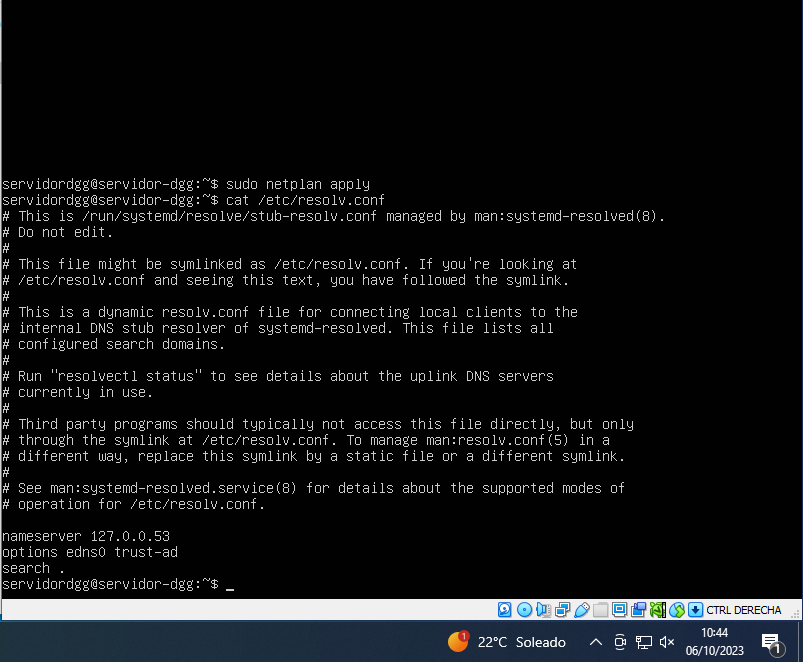 servidordgg@servidor-dgg:~$ sudo netplan apply
servidordgg@servidor-dgg:~$ cat /etc/resolv.conf
# This is /run/systemd/resolve/stub-resolv.conf managed by man:systemd-resolved(8).
# Do not edit.
#
# This file might be symlinked as /etc/resolv.conf. If you're looking at
# /etc/resolv.conf and seeing this text, you have followed the symlink.
#
# This is a dynamic resolv.conf file for connecting local clients to the
# internal DNS stub resolver of systemd-resolved. This file lists all
# configured search domains.
#
# Run "resolvectl status" to see details about the uplink DNS servers
# currently in use.
#
# Third party programs should typically not access this file directly, but only
# through the symlink at /etc/resolv.conf. To manage man:resolv.conf(5) in a
# different way, replace this symlink by a static file or a different symlink.
#
# See man:systemd-resolved.service(8) for details about the supported modes of
# operation for /etc/resolv.conf.

nameserver 127.0.0.53
options edns0 trust-ad
search .
servidordgg@servidor-dgg:~$ _
CTRL DERECHA
1
22°C Soleado
10:44
06/10/2023
1